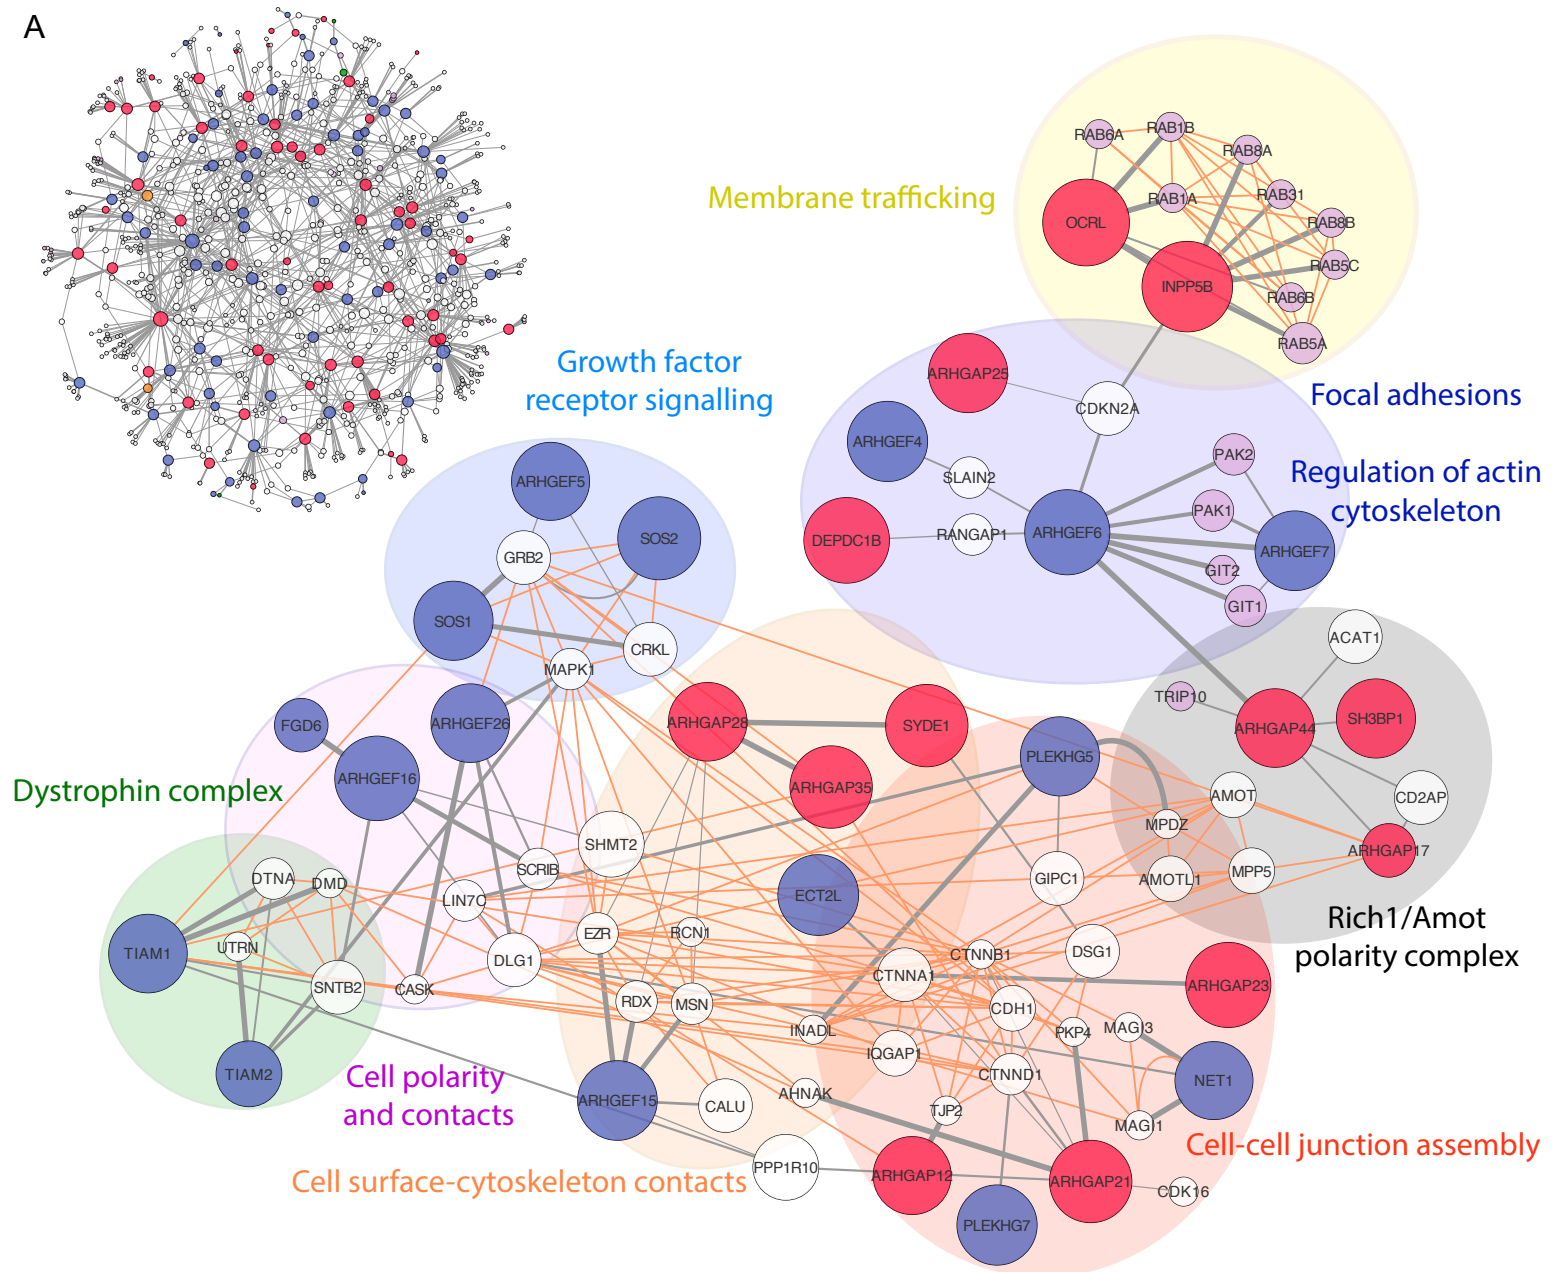 A
RAB6A
RAB1B
RAB8A
Membrane trafficking
RAB1A
RAB31
OCRL
RAB8B
RAB5C
INPP5B
RAB6B
RAB5A
Growth factor
receptor signalling
ARHGAP25
Focal adhesions
CDKN2A
ARHGEF4
PAK2
Regulation of actin
cytoskeleton
SLAIN2
ARHGEF5
PAK1
SOS2
DEPDC1B
RANGAP1
ARHGEF6
ARHGEF7
GRB2
GIT2
GIT1
SOS1
ACAT1
CRKL
MAPK1
TRIP10
FGD6
ARHGEF26
ARHGAP28
SYDE1
ARHGAP44
SH3BP1
PLEKHG5
ARHGEF16
ARHGAP35
Dystrophin complex
AMOT
CD2AP
MPDZ
SHMT2
ARHGAP17
SCRIB
DTNA
DMD
GIPC1
AMOTL1
MPP5
LIN7C
ECT2L
Rich1/Amot
polarity complex
EZR
RCN1
TIAM1
UTRN
DLG1
CTNNB1
DSG1
CTNNA1
SNTB2
CASK
ARHGAP23
RDX
MSN
CDH1
INADL
PKP4
MAGI3
IQGAP1
TIAM2
Cell polarity
and contacts
CTNND1
NET1
ARHGEF15
CALU
AHNAK
TJP2
MAGI1
Cell-cell junction assembly
PPP1R10
Cell surface-cytoskeleton contacts
ARHGAP12
ARHGAP21
CDK16
PLEKHG7